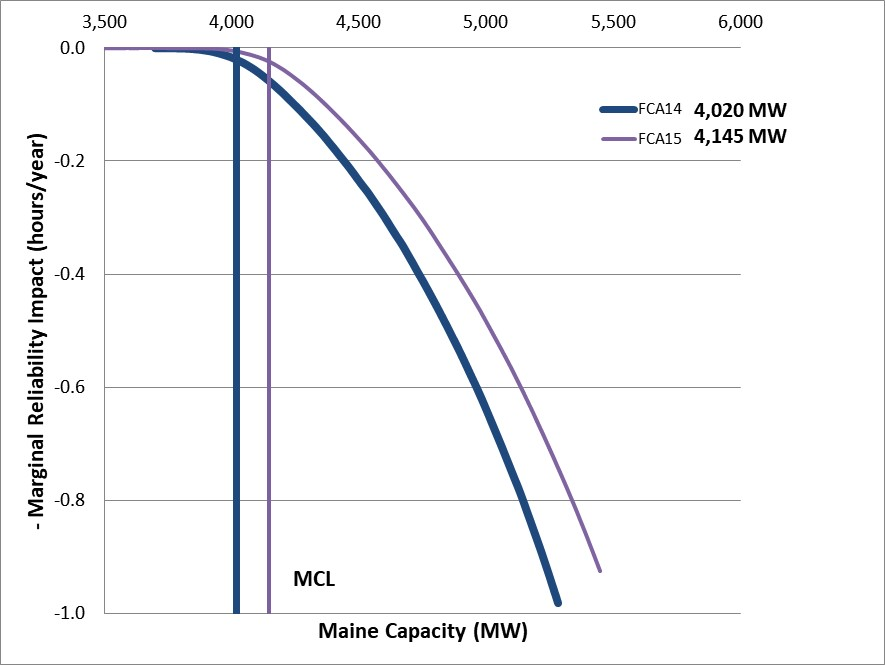 3,500 4,000 4,500 5,000 5,500 6,000
0.0
FCA14 4,020 MW
FCA15 4,145 MW
-0.2
-0.4
-0.6
-0.8
-1.0
- Marginal Reliability Impact (hours/year)
MCL
Maine Capacity (MW)